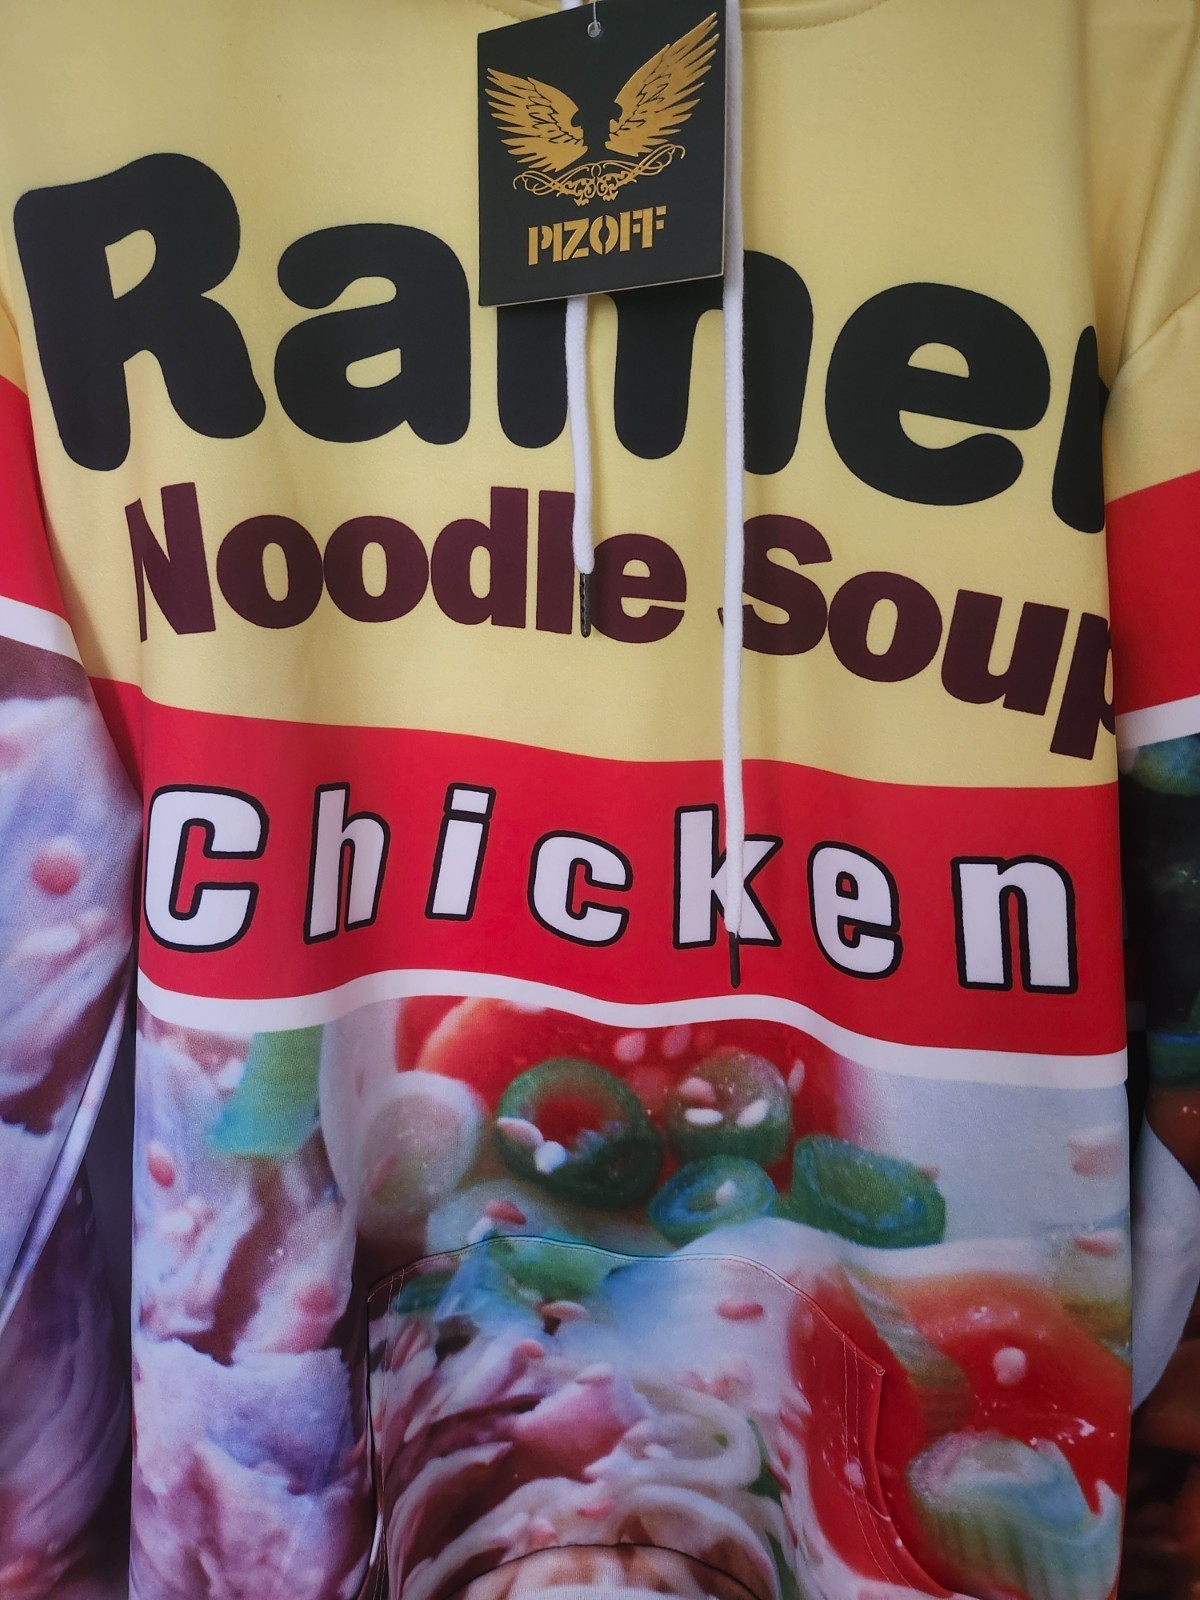 PIZOFF
Ramen
Noodle Soup
Chicken